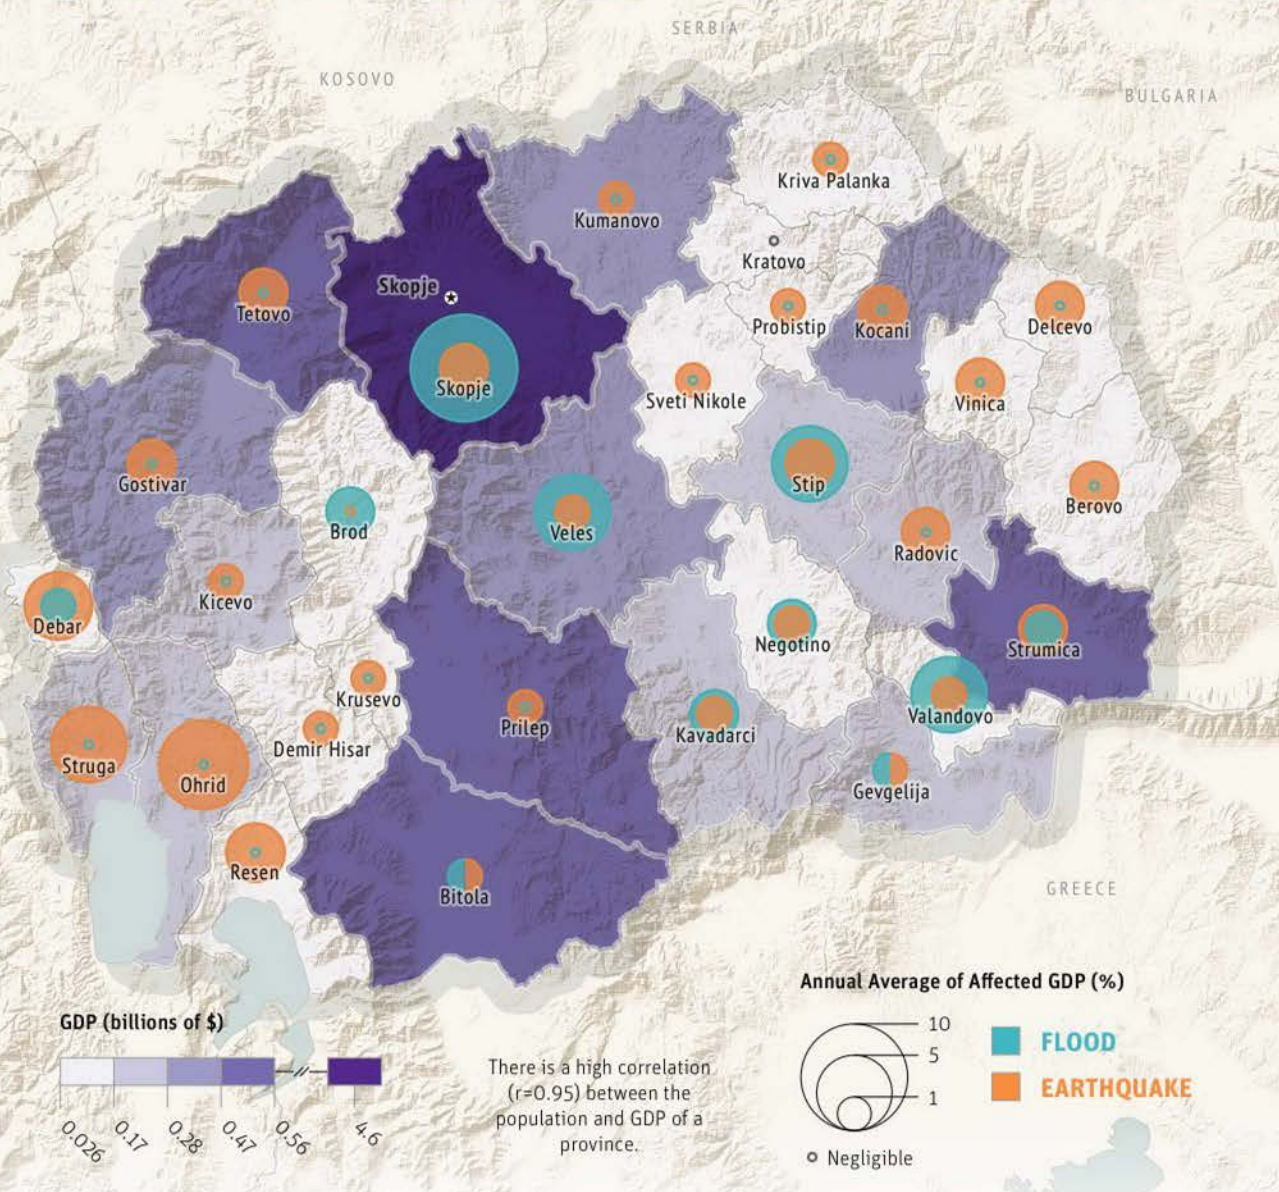 SERBIA
KOSOVO
BULGARIA
Kriva Palanka
Kumanovo
Kratovo
Skopje
Tetovo
Probistip
Kocani
Delcevo
Skopje
Sveti Nikole
Vinica
Gostivar
Stip
Berovo
Brod
Veles
Radovic
Kicevo
Debar
Negotino
Strumica
Krusevo
Valandovo
Prilep
Kavadarci
Demir Hisar
Struga
Ohrid
Gevgelija
Resen
Bitola
GREECE
Annual Average of Affected GDP (%)
10
5
1
Negligible
FLOOD
EARTHQUAKE
GDP (billions of $)
0.026 0.17 0.28 0.47 0.56 4.6
There is a high correlation
(r=0.95) between the
population and GDP of a
province.